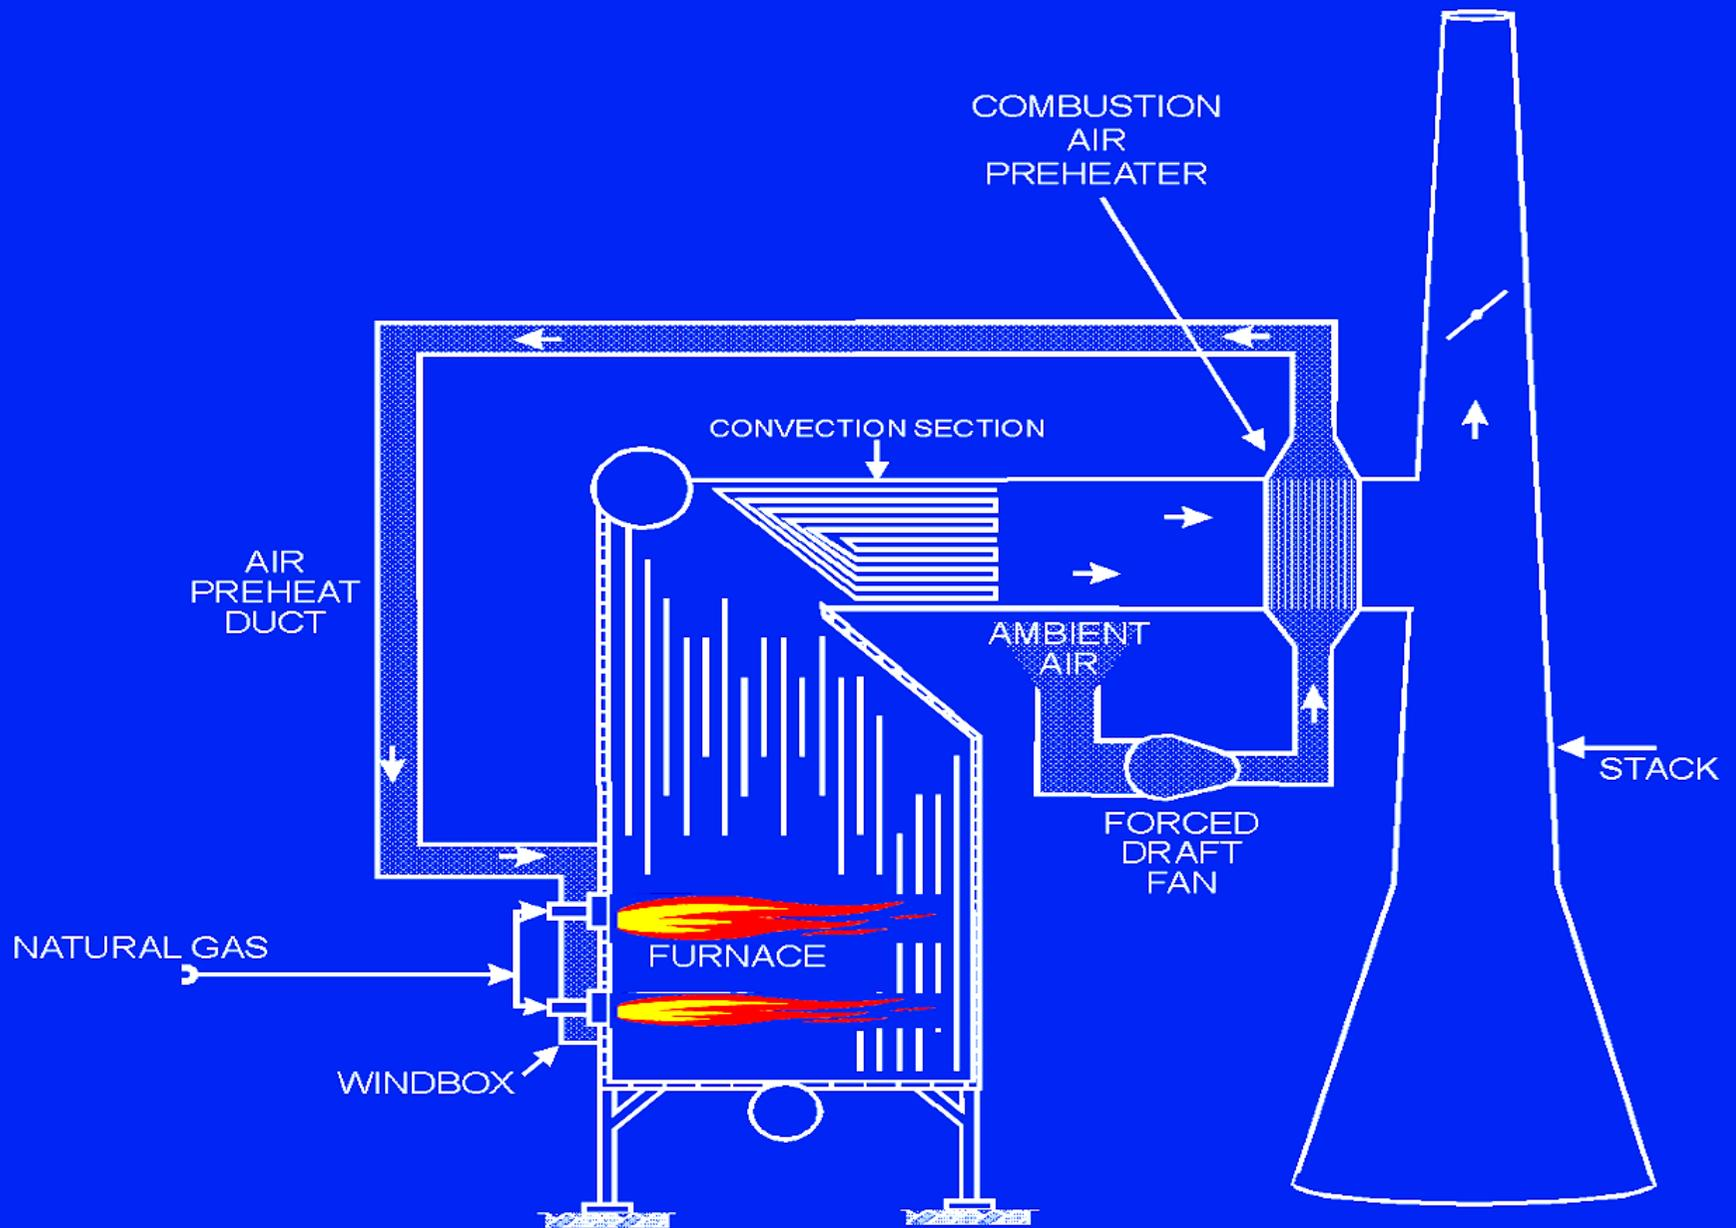 COMBUSTION
AIR
PREHEATER
CONVECTION SECTION
AIR
PREHEAT
DUCT
AMBIENT
AIR
STACK
FORCED
DRAFT
FAN
NATURAL GAS
FURNACE
WINDBOX